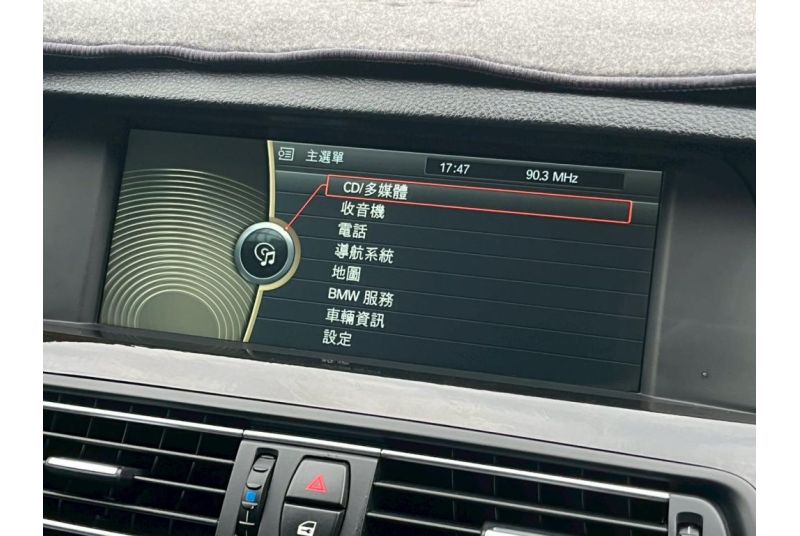 主選單
17:47 90.3 MHz
CD/多媒體
收音機
電話
導航系統
地圖
BMW 服務
車輛資訊
設定